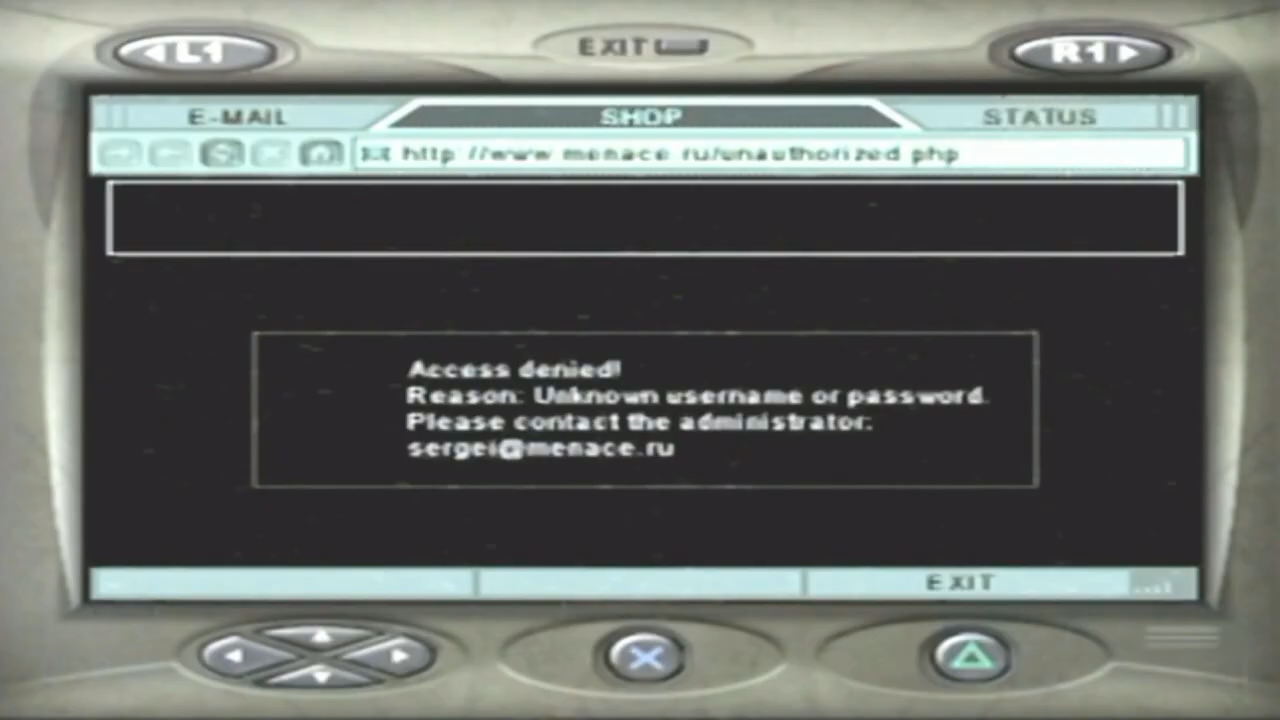 L1
EXIT
R1
E-MAIL
SHOP
STATUS
http://www.menace.ru/unauthorized.php
Access denied!
Reason: Unknown username or password.
Please contact the administrator:
sergei@menace.ru
EXIT